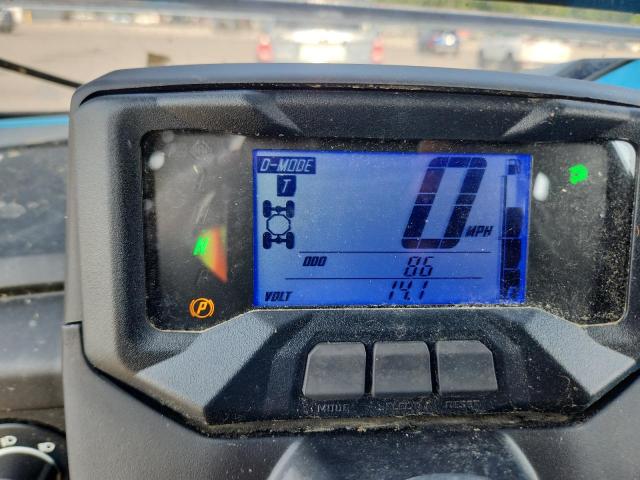 D-MODE
T
0 MPH
ODO 86
VOLT 14.1
P
MODE